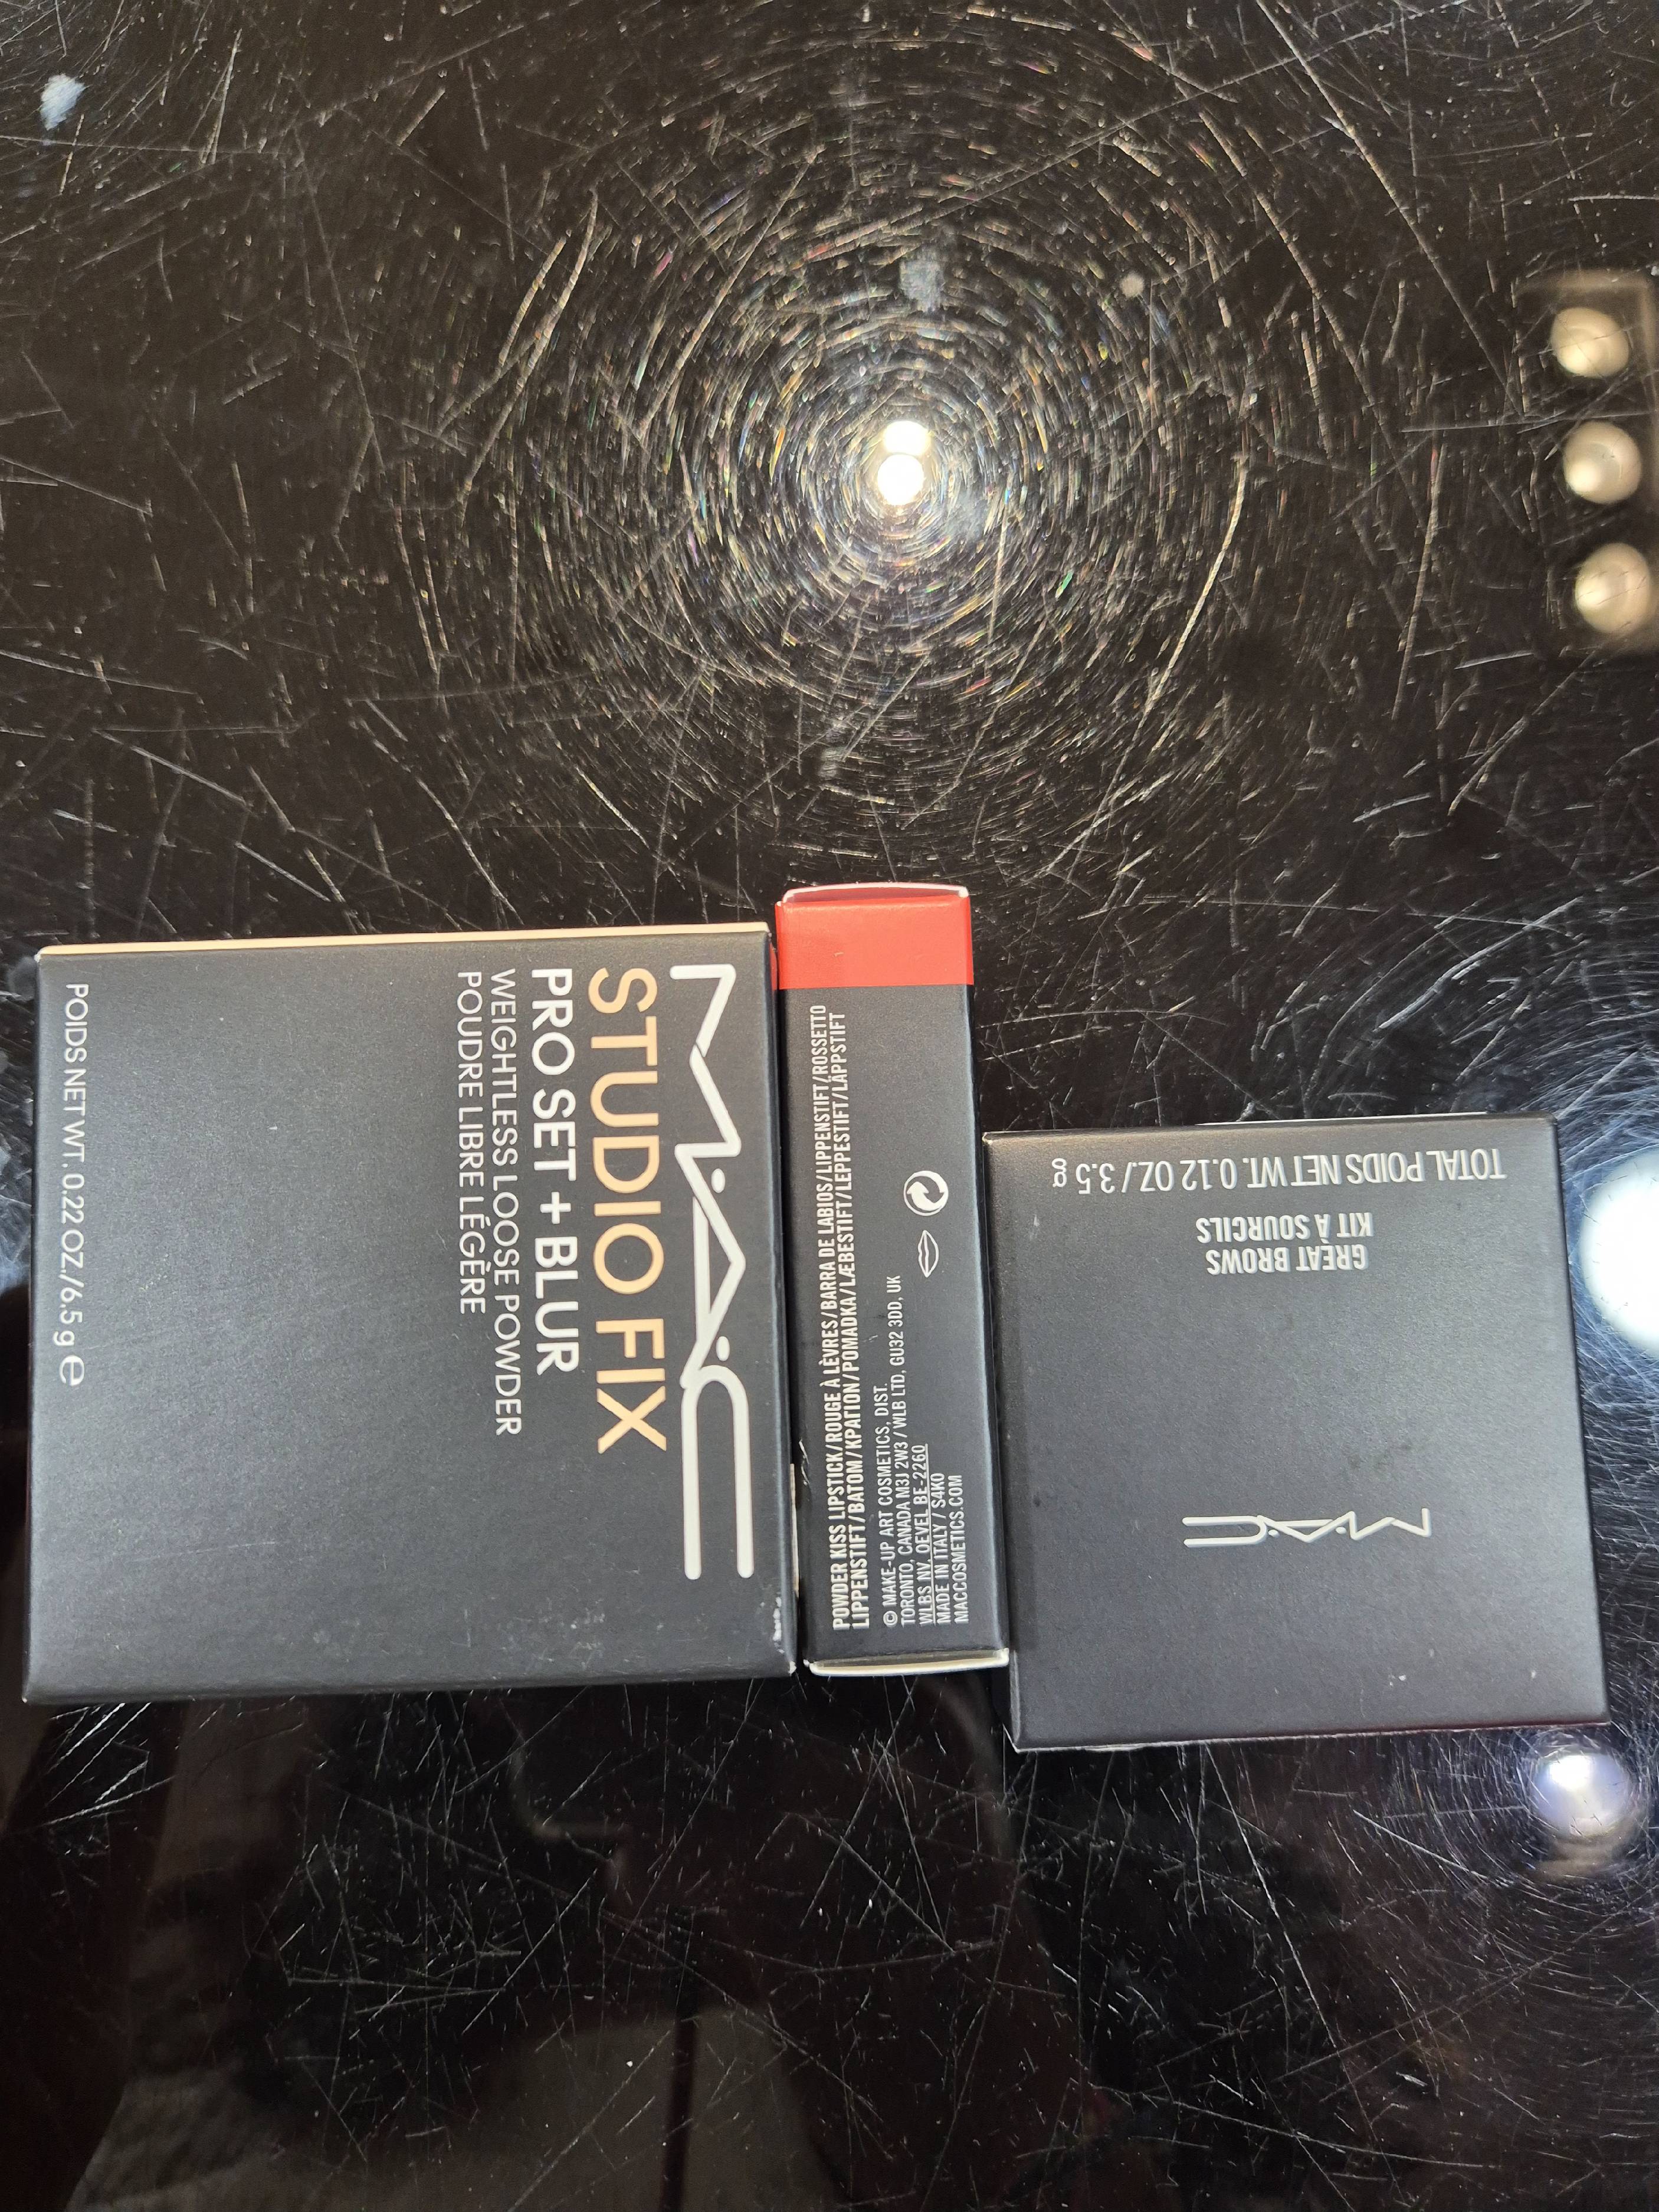 MAC
STUDIO FIX
PRO SET + BLUR
WEIGHTLESS LOOSE POWDER
POUDRE LIBRE LÉGÈRE
POIDS NET WT. 0.22 OZ./6.5 g ℮
POWDER KISS LIPSTICK/ROUGE À LÈVRES/BARRA DE LABIOS/LIPPENSTIFT/ROSSETTO
LIPPENSTIFT/BATOM/ΚΡΑΓΙΟΝ/POMADKA/LÆBESTIFT/LEPPESTIFT/LÄPPSTIFT
© MAKE-UP ART COSMETICS, DIST.
TORONTO, CANADA M3J 2W3 / WLB LTD, GU32 3DD, UK
WLBS NV, OEVEL BE-2260
MADE IN ITALY / S4K0
MACCOSMETICS.COM
MAC
GREAT BROWS
KIT À SOURCILS
TOTAL POIDS NET WT. 0.12 OZ / 3.5 g